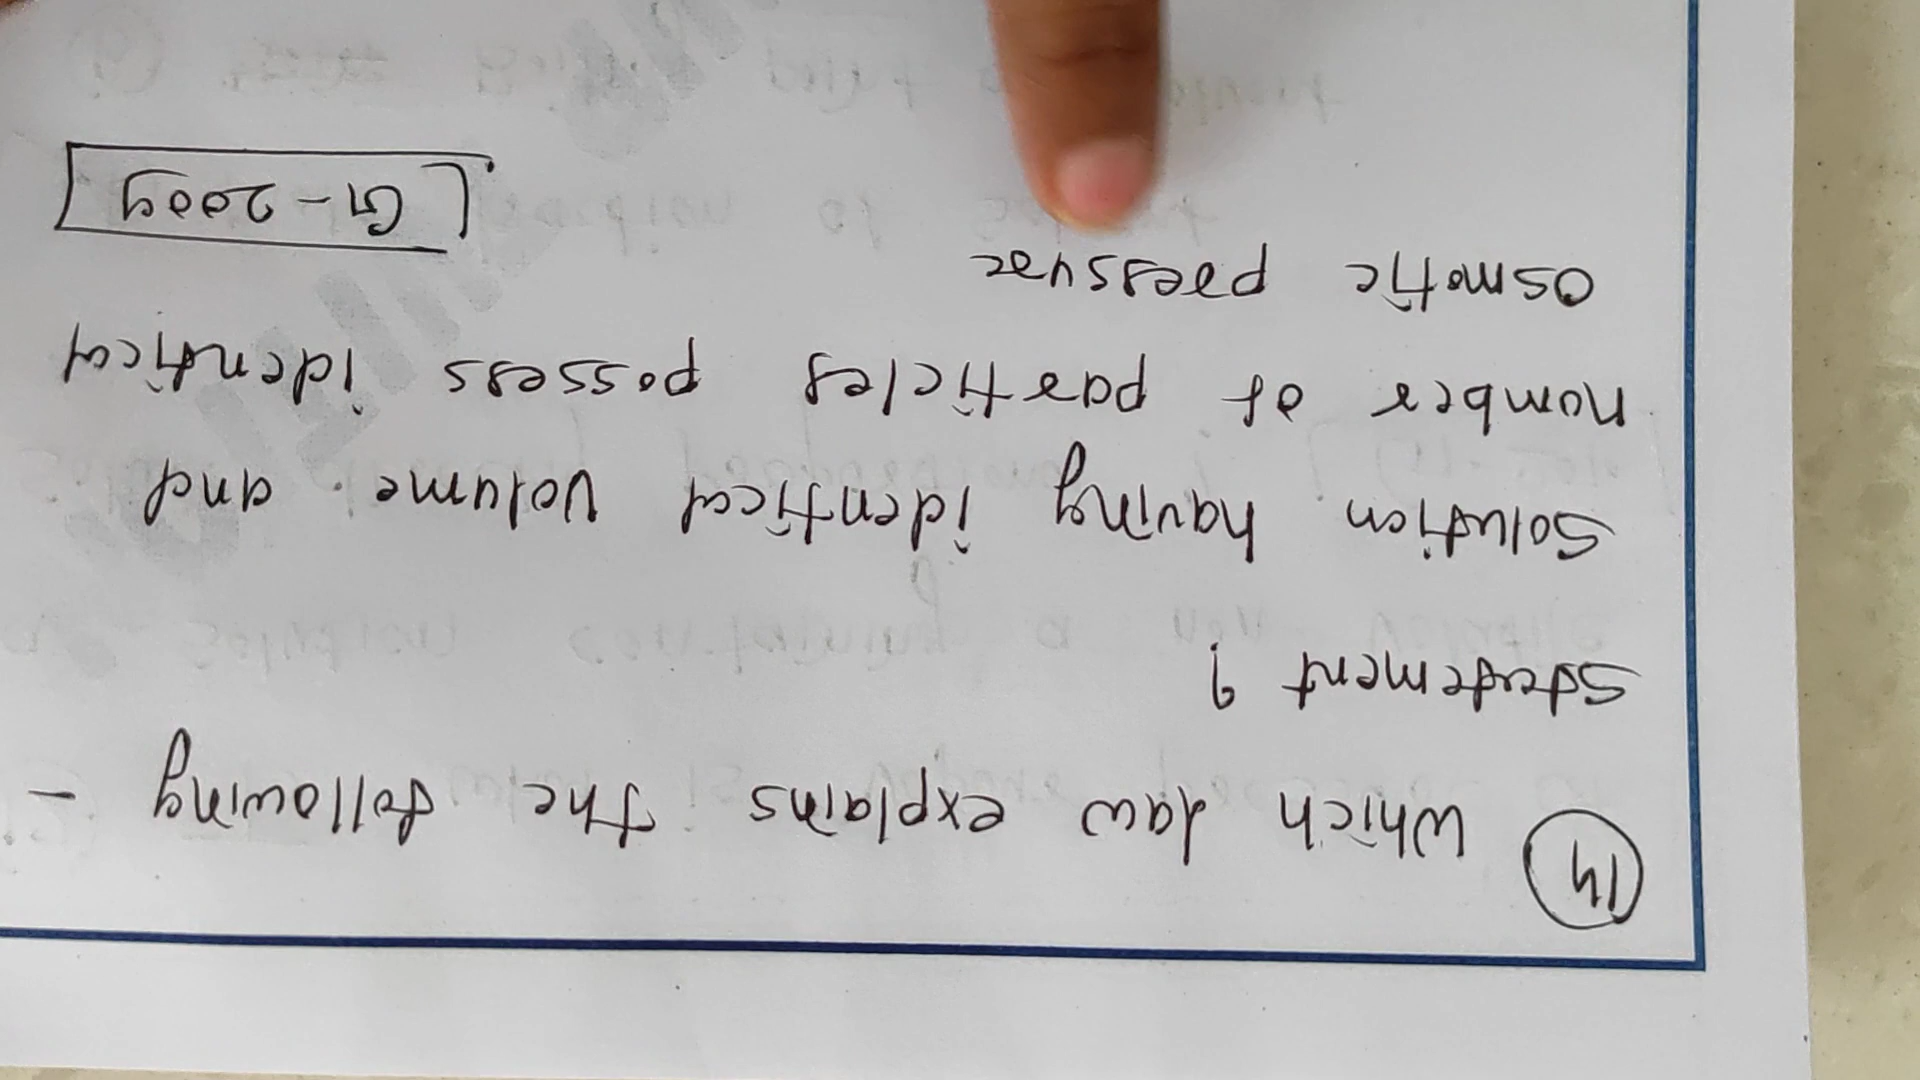 14 Which law explains the following -
statement ?
Solution having identical volume and
number of particles possess identical
osmotic pressure
[G-2009]